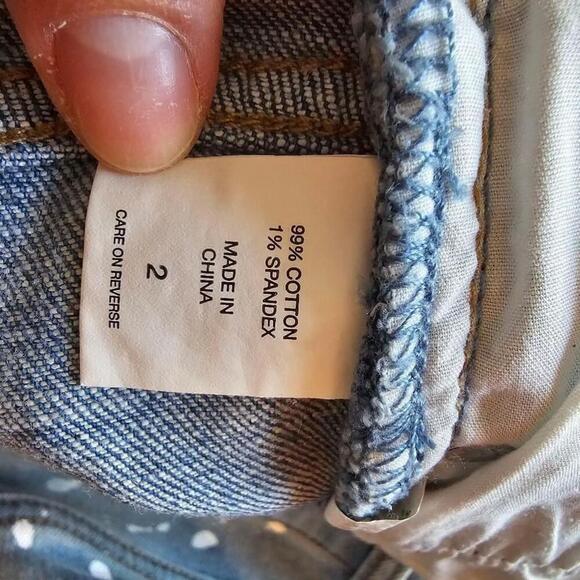 99% COTTON
1% SPANDEX
MADE IN
CHINA
2
CARE ON REVERSE